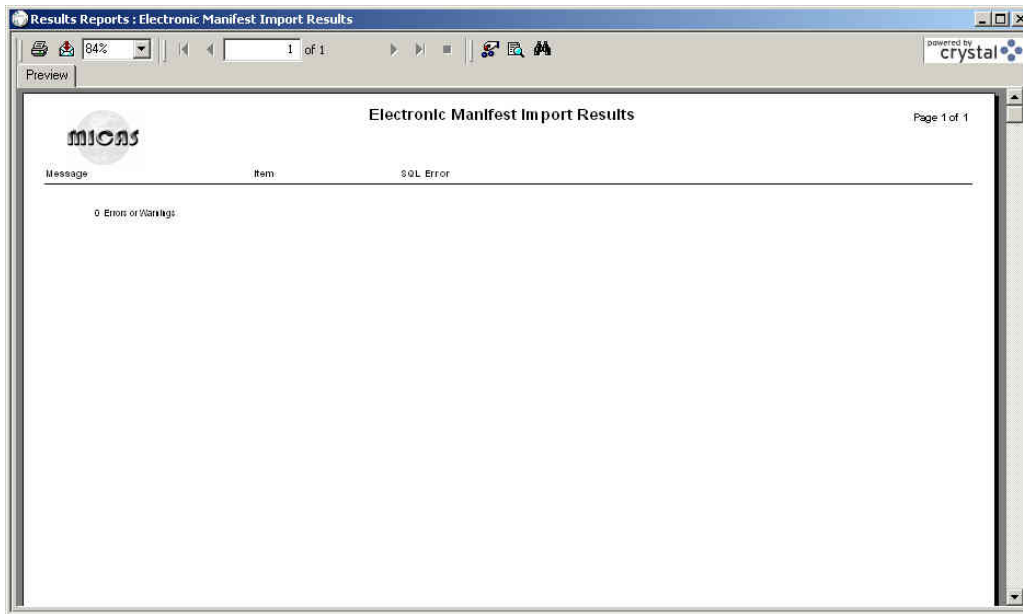 Results Reports : Electronic Manifest Import Results
84%
1 of 1
powered by
crystal
Preview
Electronic Manifest Import Results
Page 1 of 1
MICAS
Message Item SQL Error
0 Errors or Warnings